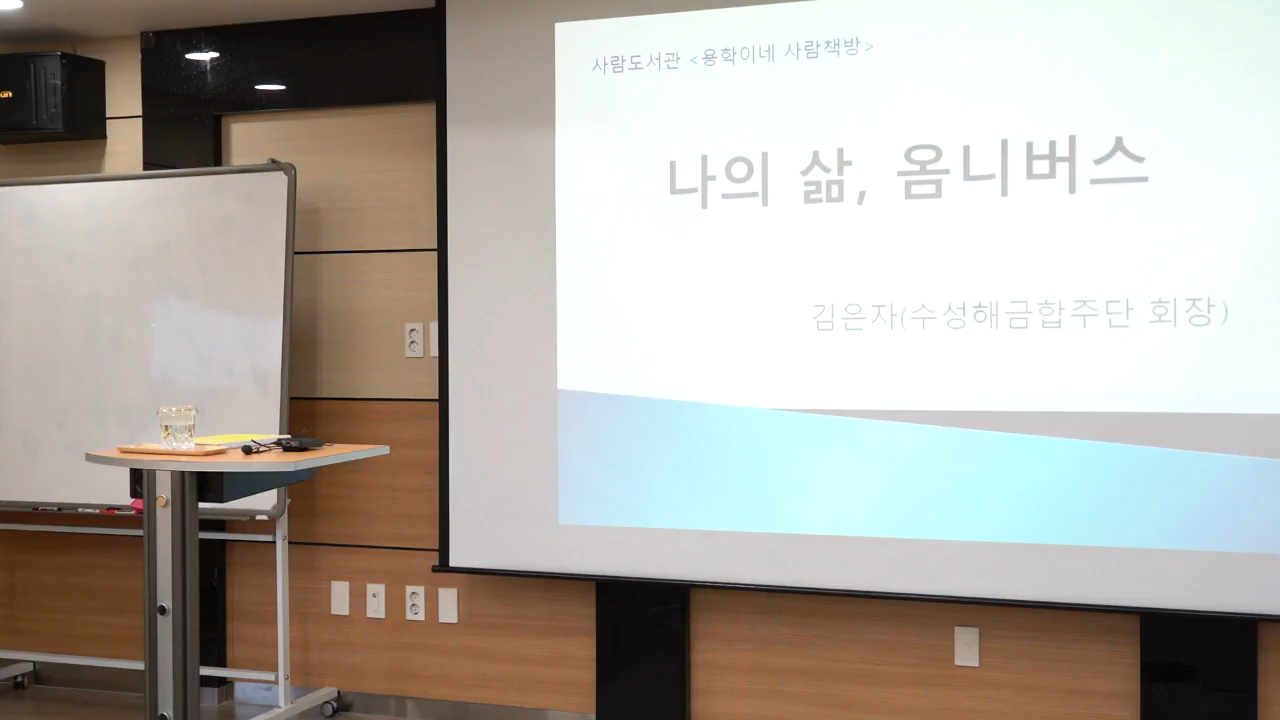 사람도서관 <용학이네 사람책방>
나의 삶, 옴니버스
김은자(수성해금합주단 회장)